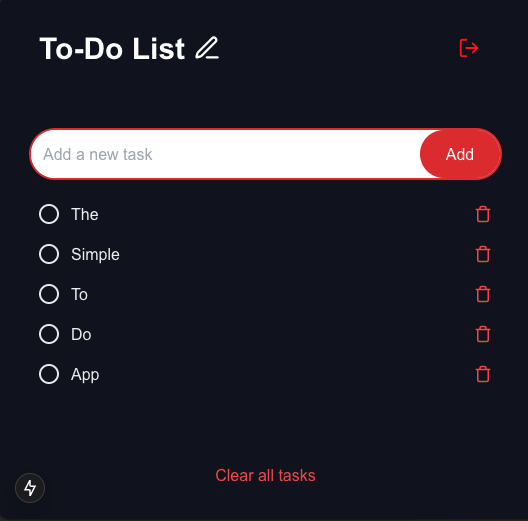 To-Do List
Add a new task
Add
The
Simple
To
Do
App
Clear all tasks